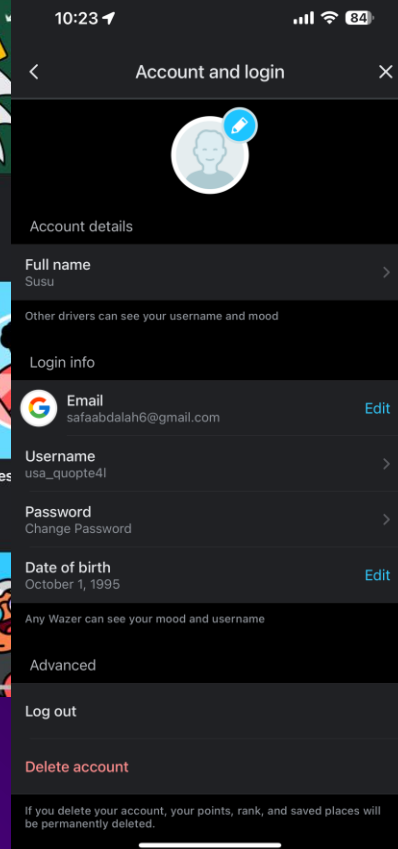 10:23
84
Account and login
Account details
Full name
Susu
Other drivers can see your username and mood
Login info
Email
safaabdalah6@gmail.com
Edit
Username
usa_quopte4l
Password
Change Password
Date of birth
October 1, 1995
Edit
Any Wazer can see your mood and username
Advanced
Log out
Delete account
If you delete your account, your points, rank, and saved places will
be permanently deleted.